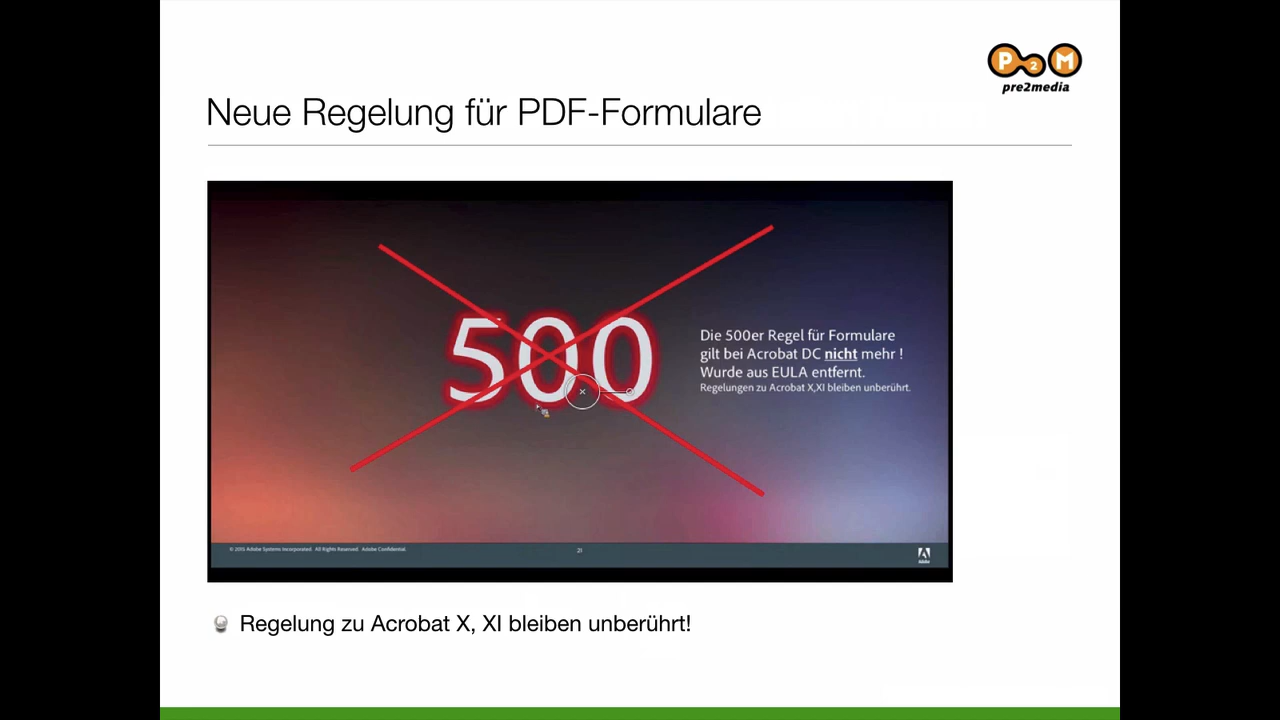 P2M
pre2media
Neue Regelung für PDF-Formulare
500
Die 500er Regel für Formulare
gilt bei Acrobat DC nicht mehr !
Wurde aus EULA entfernt.
Regelungen zu Acrobat X,XI bleiben unberührt.
© 2015 Adobe Systems Incorporated. All Rights Reserved. Adobe Confidential.
21
Adobe
Regelung zu Acrobat X, XI bleiben unberührt!